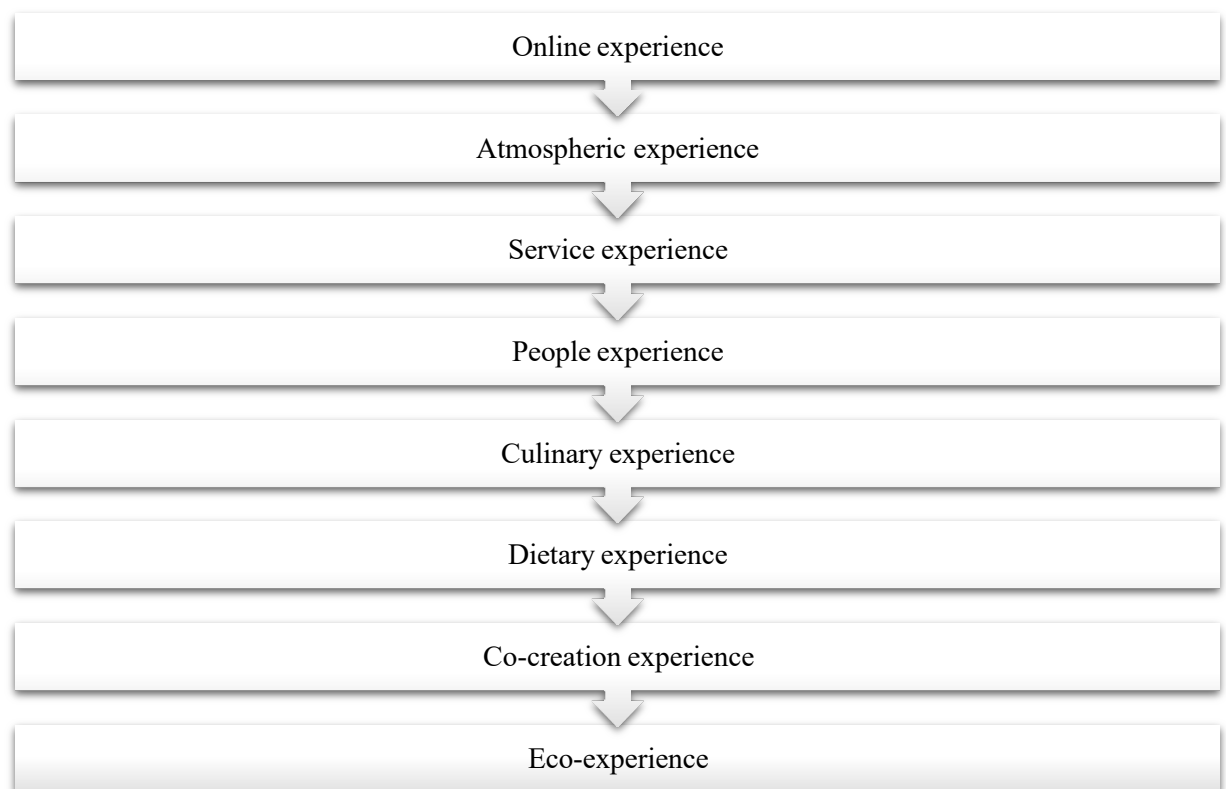 Online experience
Atmospheric experience
Service experience
People experience
Culinary experience
Dietary experience
Co-creation experience
Eco-experience